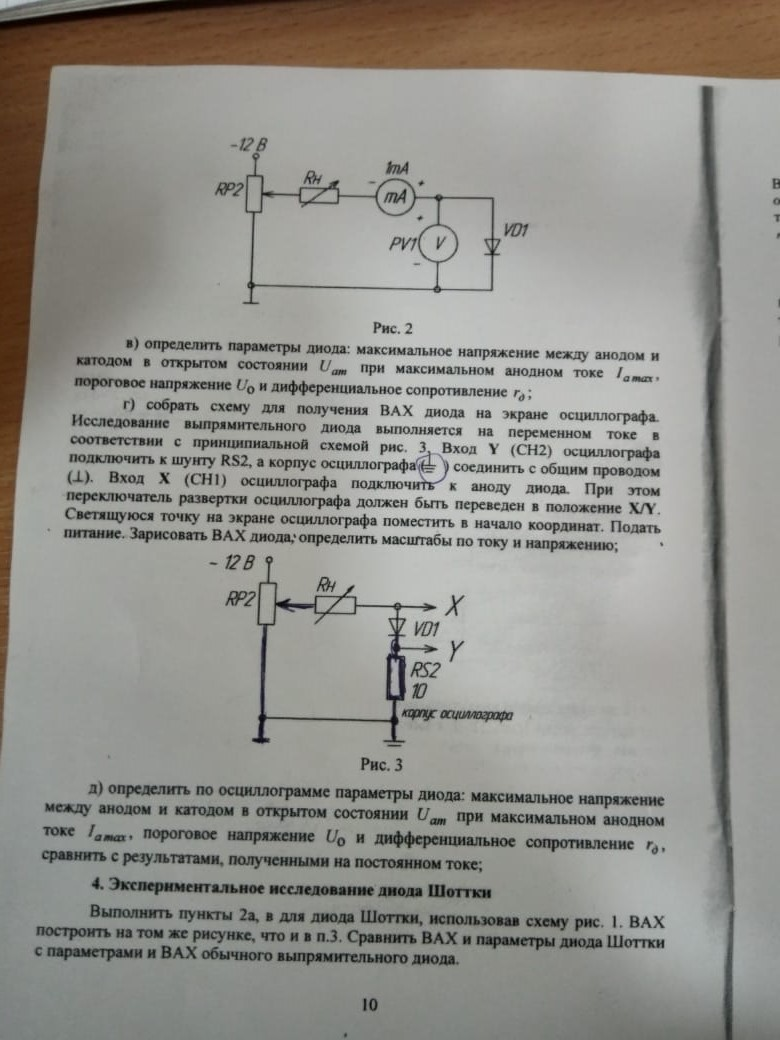 -12 В
RP2
Rн
1mA
-
+
mA
+
PV1
V
-
VD1
Рис. 2
в) определить параметры диода: максимальное напряжение между анодом и
катодом в открытом состоянии Uam при максимальном анодном токе Ia max,
пороговое напряжение U0 и дифференциальное сопротивление rд;
г) собрать схему для получения ВАХ диода на экране осциллографа.
Исследование выпрямительного диода выполняется на переменном токе в
соответствии с принципиальной схемой рис. 3. Вход Y (CH2) осциллографа
подключить к шунту RS2, а корпус осциллографа (⏚) соединить с общим проводом
(⊥). Вход X (CH1) осциллографа подключить к аноду диода. При этом
переключатель развертки осциллографа должен быть переведен в положение X/Y.
Светящуюся точку на экране осциллографа поместить в начало координат. Подать
питание. Зарисовать ВАХ диода, определить масштабы по току и напряжению;
~ 12 В
RP2
Rн
X
VD1
Y
RS2
10
корпус осциллографа
Рис. 3
д) определить по осциллограмме параметры диода: максимальное напряжение
между анодом и катодом в открытом состоянии Uam при максимальном анодном
токе Ia max, пороговое напряжение U0 и дифференциальное сопротивление rд,
сравнить с результатами, полученными на постоянном токе;
4. Экспериментальное исследование диода Шоттки
Выполнить пункты 2а, в для диода Шоттки, использовав схему рис. 1. ВАХ
построить на том же рисунке, что и в п.3. Сравнить ВАХ и параметры диода Шоттки
с параметрами и ВАХ обычного выпрямительного диода.
10